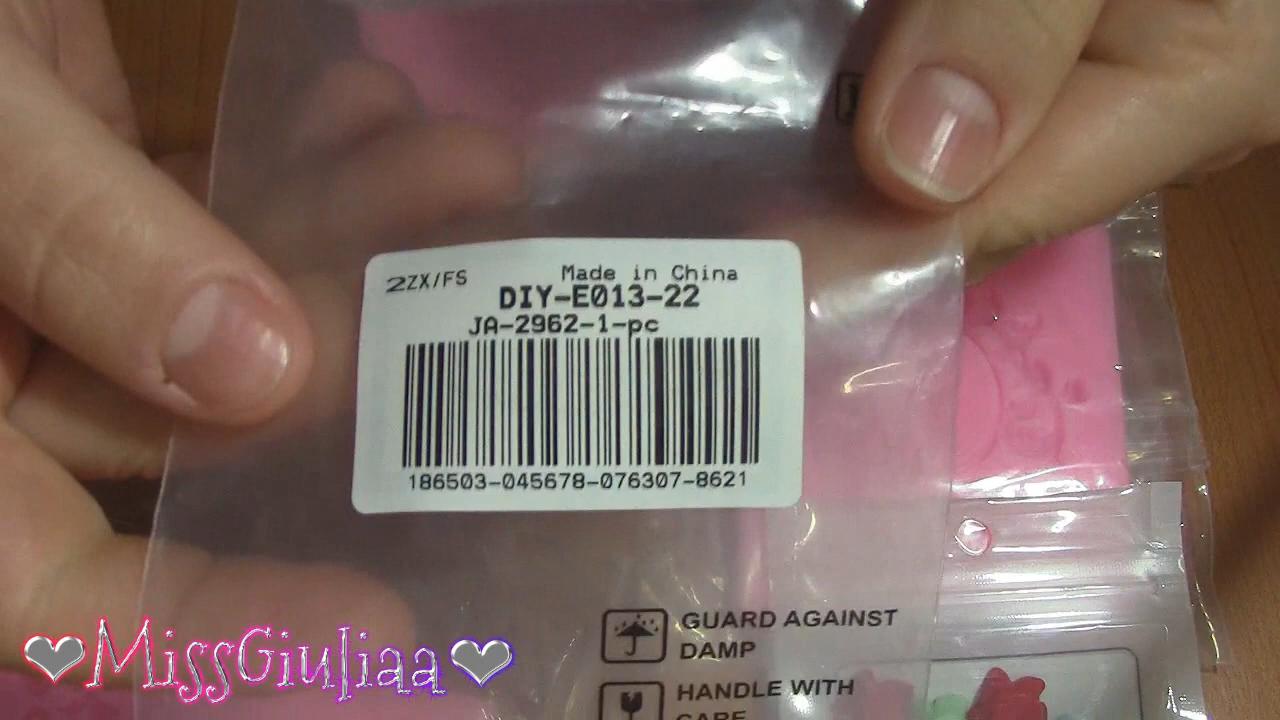 2ZX/FS Made in China
DIY-E013-22
JA-2962-1-pc
186503-045678-076307-8621
GUARD AGAINST
DAMP
HANDLE WITH
CARE
MissGiuliaa